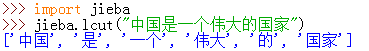 >>> import jieba
>>> jieba.lcut("中国是一个伟大的国家")
['中国', '是', '一个', '伟大', '的', '国家']